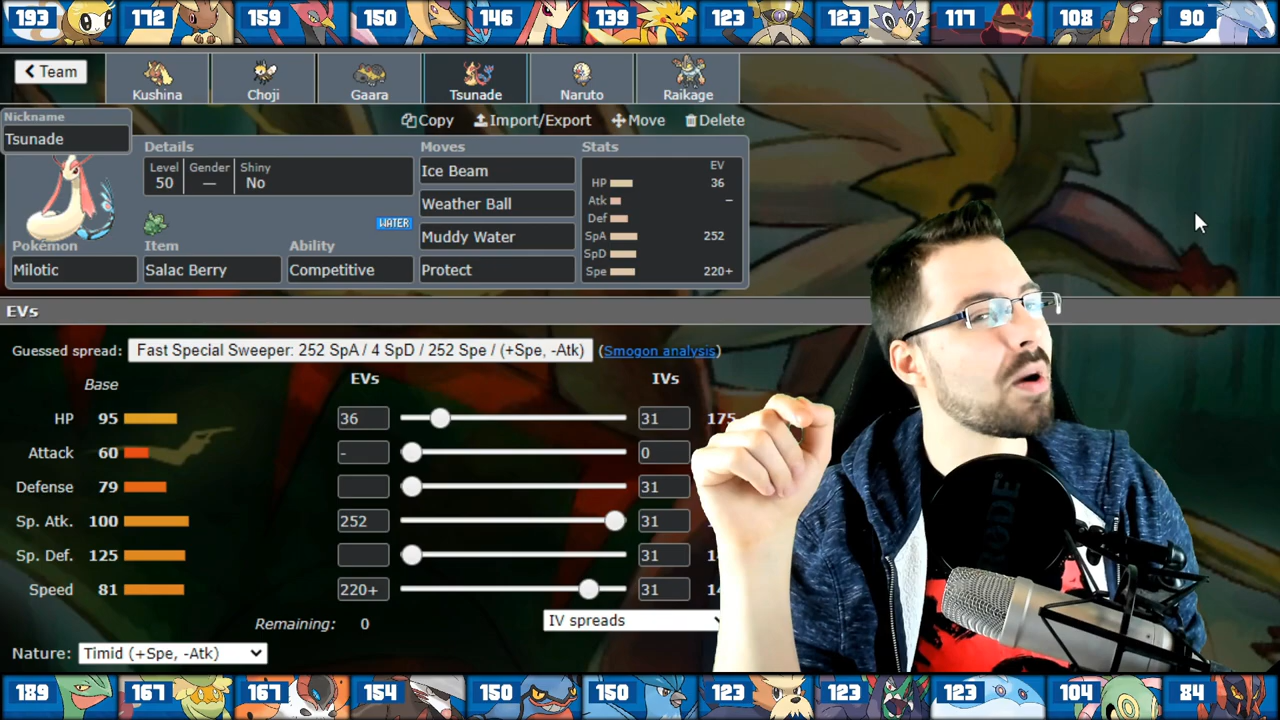 193 172 159 150 146 139 123 123 117 108 90
Team
Kushina Choji Gaara Tsunade Naruto Raikage
Copy Import/Export Move Delete
Nickname
Tsunade
Details Moves Stats
Level Gender Shiny
50 — No
WATER
Pokémon Item Ability
Milotic Salac Berry Competitive
Ice Beam
Weather Ball
Muddy Water
Protect
EV
HP 36
Atk –
Def
SpA 252
SpD
Spe 220+
EVs
Guessed spread: Fast Special Sweeper: 252 SpA / 4 SpD / 252 Spe / (+Spe, -Atk) (Smogon analysis)
Base EVs IVs
HP 95 36 31 175
Attack 60 - 0
Defense 79 31
Sp. Atk. 100 252 31
Sp. Def. 125 31
Speed 81 220+ 31
Remaining: 0 IV spreads
Nature: Timid (+Spe, -Atk)
RODE
189 167 167 154 150 150 123 123 123 104 84